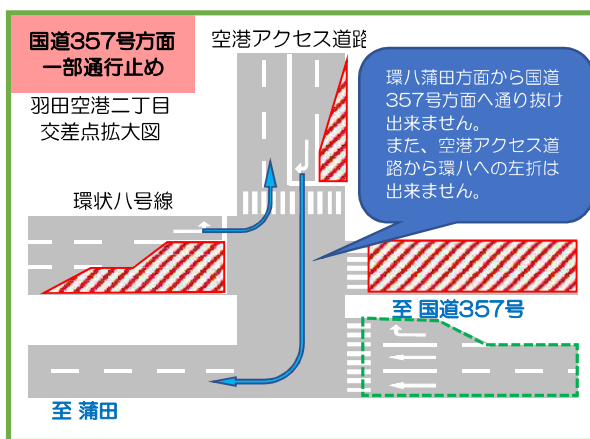 国道357号方面
一部通行止め
羽田空港二丁目
交差点拡大図
空港アクセス道路
環八蒲田方面から国道
357号方面へ通り抜け
出来ません。
また、空港アクセス道
路から環八への左折は
出来ません。
環状八号線
至 国道357号
至 蒲田